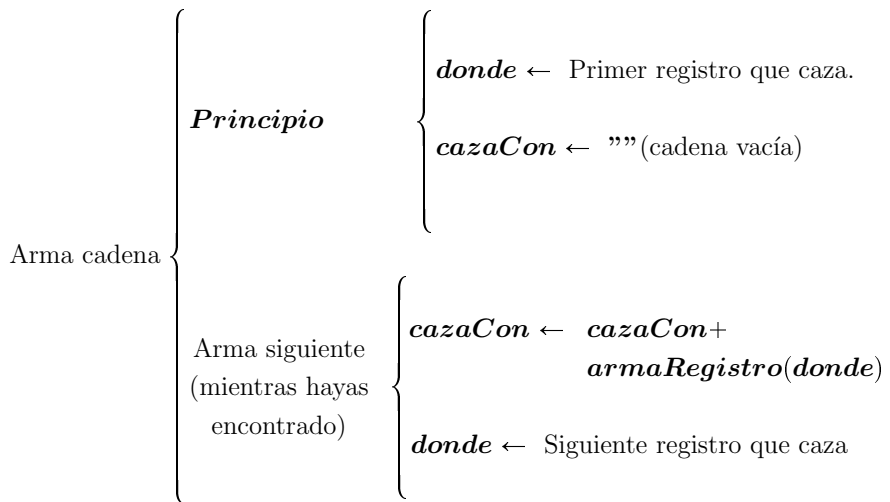 donde ← Primer registro que caza.
Principio
cazaCon ← ””(cadena vacía)
Arma cadena
cazaCon ← cazaCon+
armaRegistro(donde)
Arma siguiente
(mientras hayas
encontrado)
donde ← Siguiente registro que caza